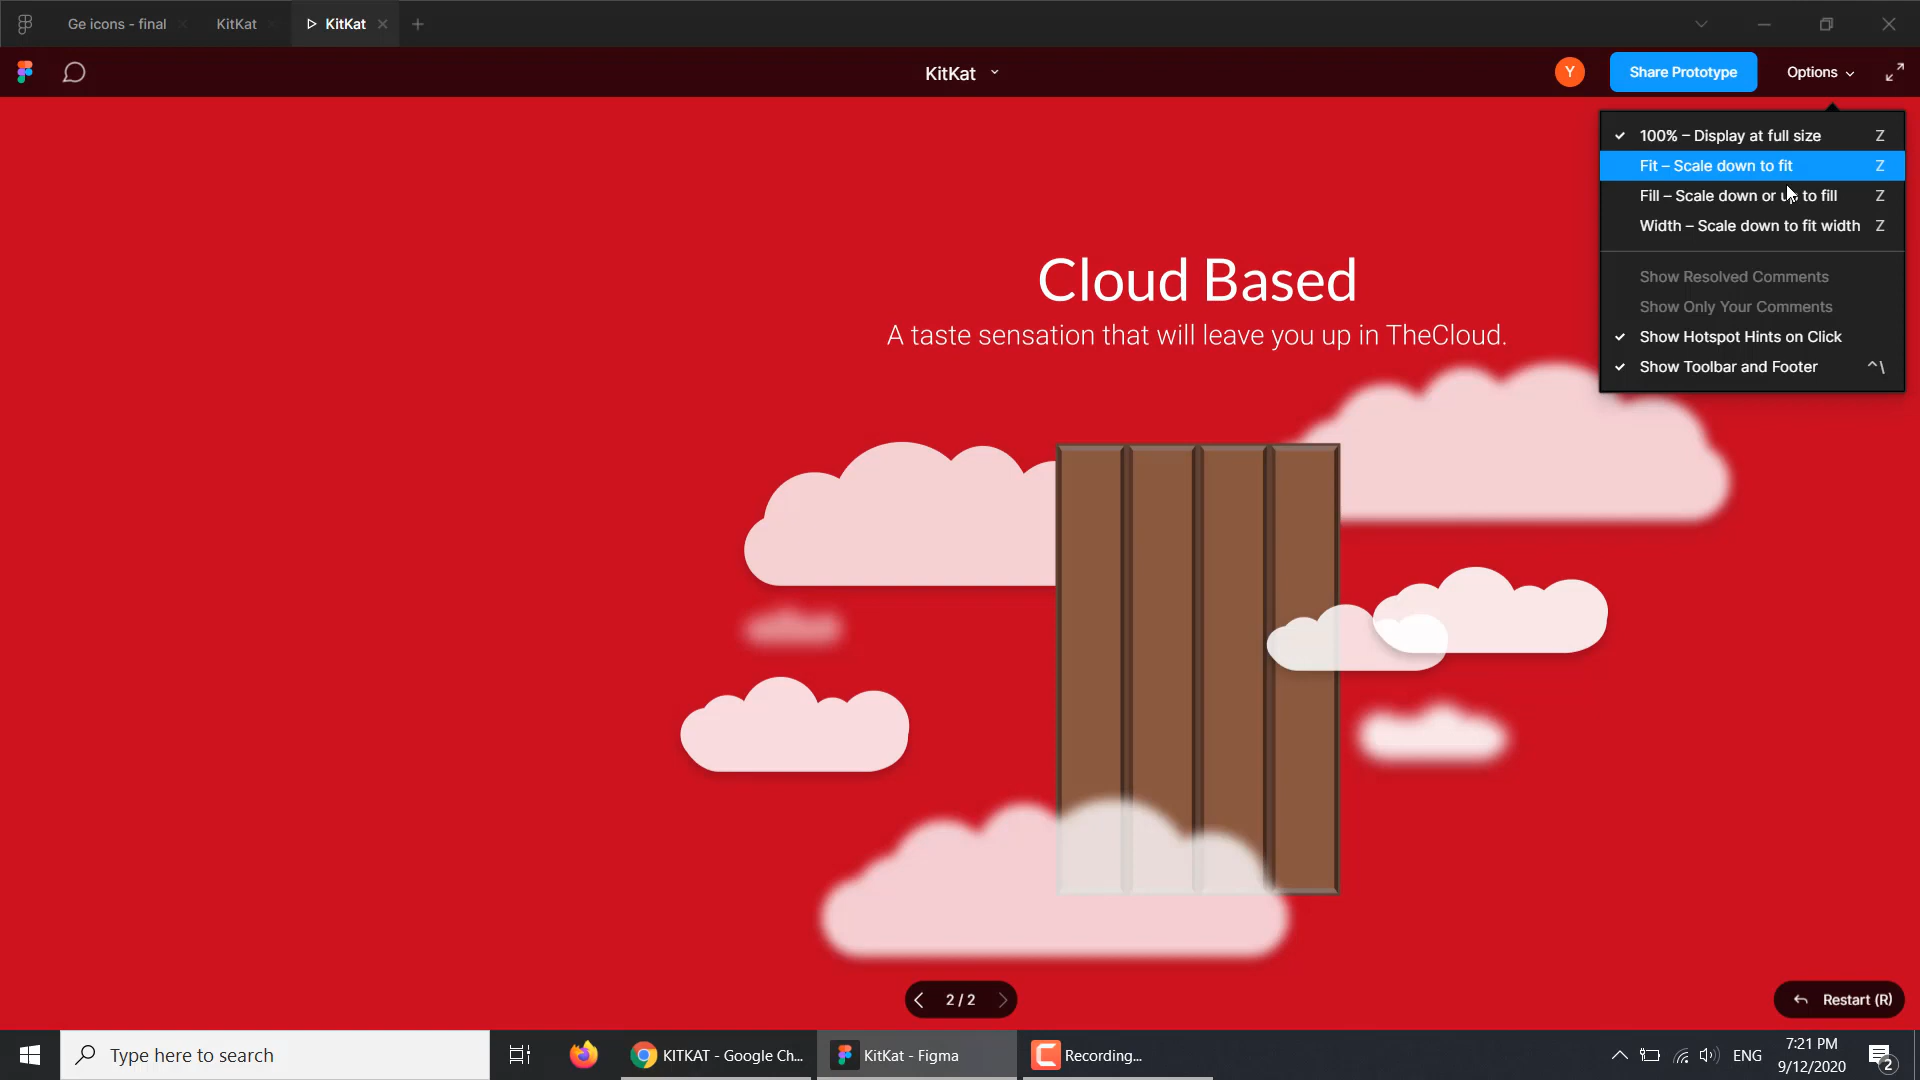 Ge icons - final
KitKat
KitKat
KitKat
Y
Share Prototype
Options
100% – Display at full size Z
Fit – Scale down to fit Z
Fill – Scale down or up to fill Z
Width – Scale down to fit width Z
Show Resolved Comments
Show Only Your Comments
Show Hotspot Hints on Click
Show Toolbar and Footer ^\
Cloud Based
A taste sensation that will leave you up in TheCloud.
2 / 2
Restart (R)
Type here to search
KITKAT - Google Ch...
KitKat - Figma
Recording...
ENG
7:21 PM
9/12/2020
2